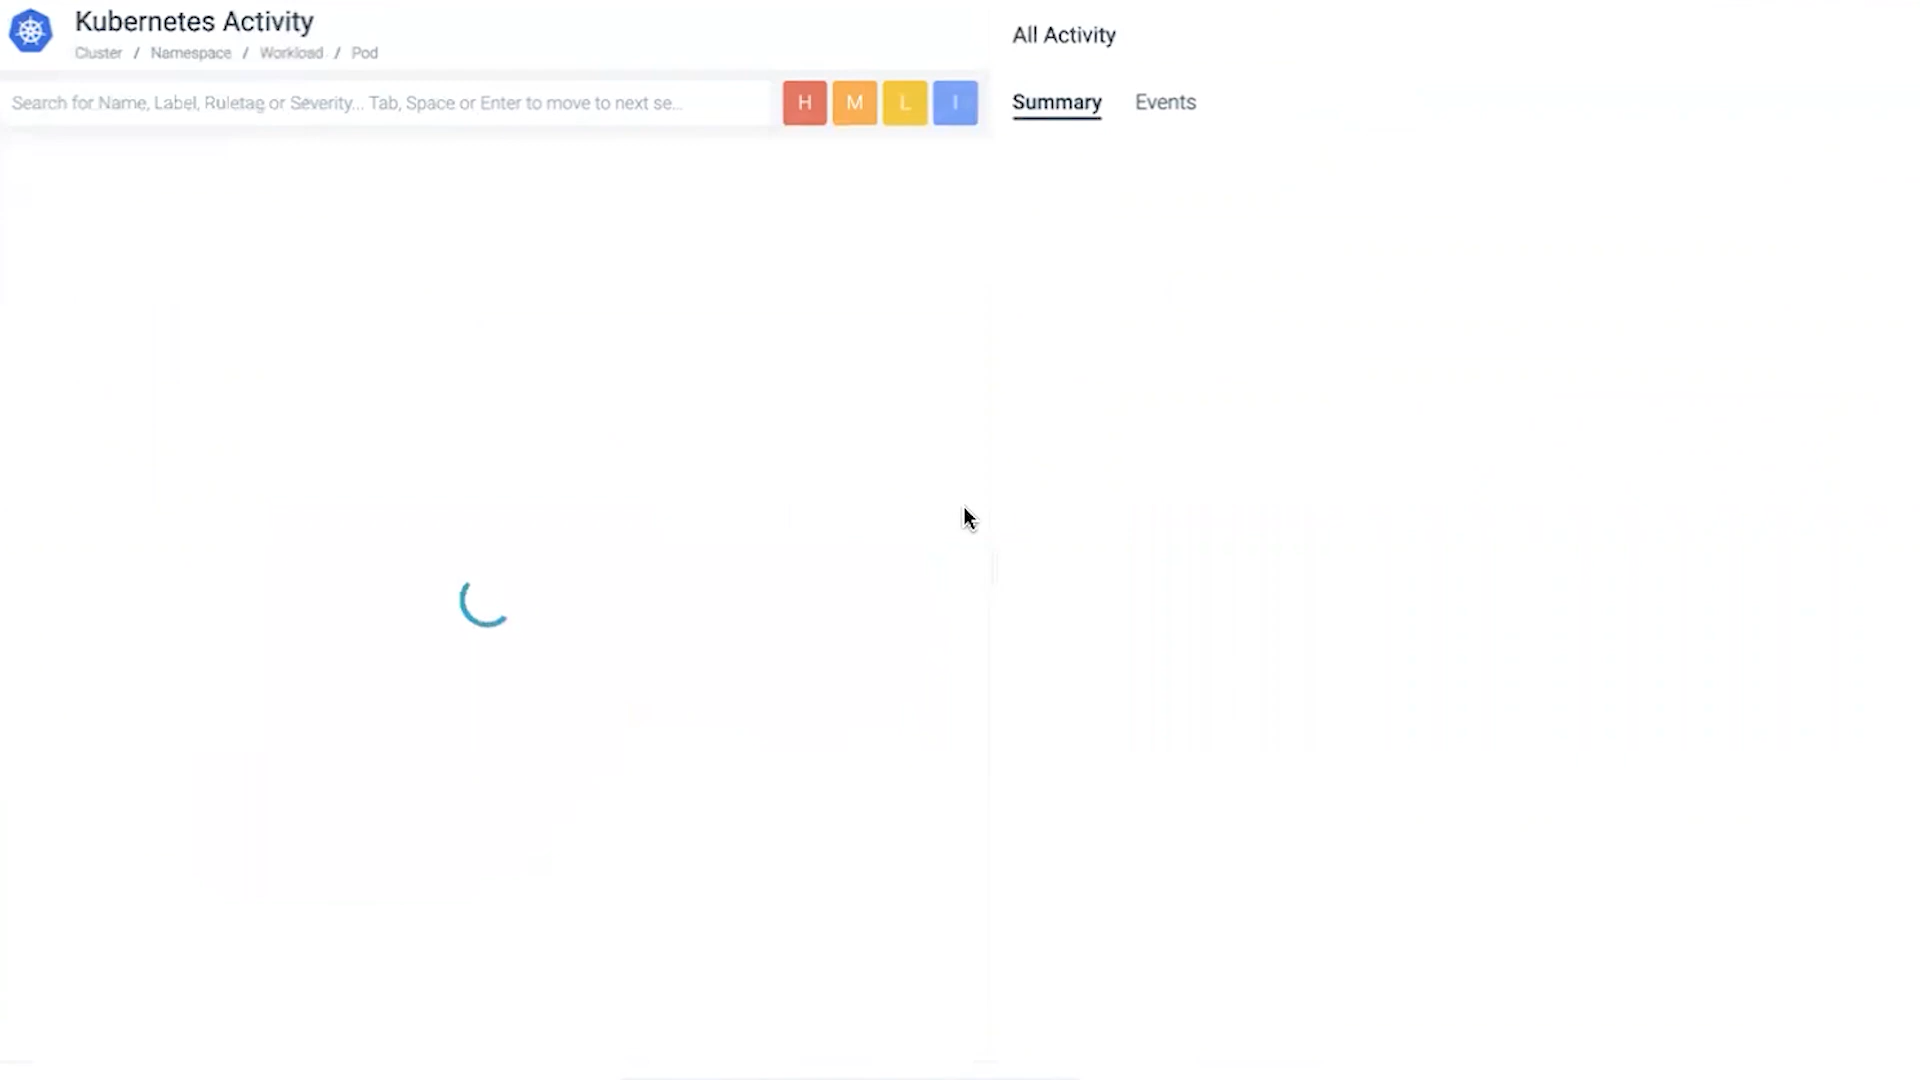 Kubernetes Activity
Cluster / Namespace / Workload / Pod
Search for Name, Label, Ruletag or Severity... Tab, Space or Enter to move to next se...
H M L I
All Activity
Summary Events